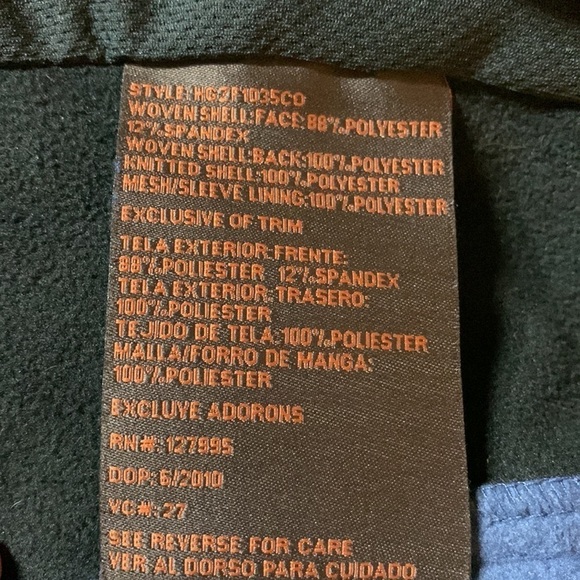 STYLE: HG2F1035CO
WOVEN SHELL:FACE:88%POLYESTER
12%SPANDEX
WOVEN SHELL:BACK:100%POLYESTER
KNITTED SHELL:100%POLYESTER
MESH/SLEEVE LINING:100%POLYESTER
EXCLUSIVE OF TRIM
TELA EXTERIOR:FRENTE:
88%POLIESTER 12%SPANDEX
TELA EXTERIOR: TRASERO:
100%POLIESTER
TEJIDO DE TELA:100%POLIESTER
MALLA/FORRO DE MANGA:
100%POLIESTER
EXCLUYE ADORONS
RN#: 127995
DOP: 6/2010
VC#: 27
SEE REVERSE FOR CARE
VER AL DORSO PARA CUIDADO